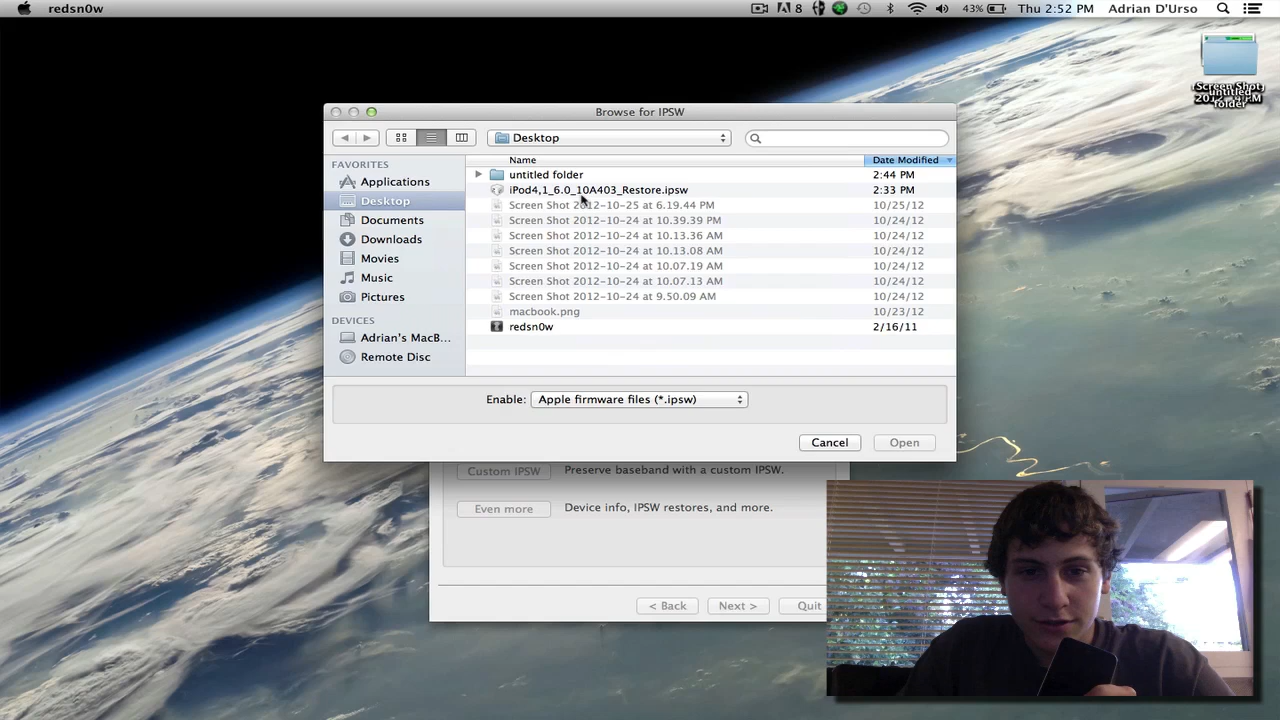 redsn0w
8
43%
Thu 2:52 PM
Adrian D'Urso
Browse for IPSW
Desktop
FAVORITES
Applications
Desktop
Documents
Downloads
Movies
Music
Pictures
DEVICES
Adrian's MacB...
Remote Disc
Name Date Modified
untitled folder 2:44 PM
iPod4,1_6.0_10A403_Restore.ipsw 2:33 PM
Screen Shot 2012-10-25 at 6.19.44 PM 10/25/12
Screen Shot 2012-10-24 at 10.39.39 PM 10/24/12
Screen Shot 2012-10-24 at 10.13.36 AM 10/24/12
Screen Shot 2012-10-24 at 10.13.08 AM 10/24/12
Screen Shot 2012-10-24 at 10.07.19 AM 10/24/12
Screen Shot 2012-10-24 at 10.07.13 AM 10/24/12
Screen Shot 2012-10-24 at 9.50.09 AM 10/24/12
macbook.png 10/23/12
redsn0w 2/16/11
Enable: Apple firmware files (*.ipsw)
Cancel Open
Custom IPSW Preserve baseband with a custom IPSW.
Even more Device info, IPSW restores, and more.
< Back Next > Quit